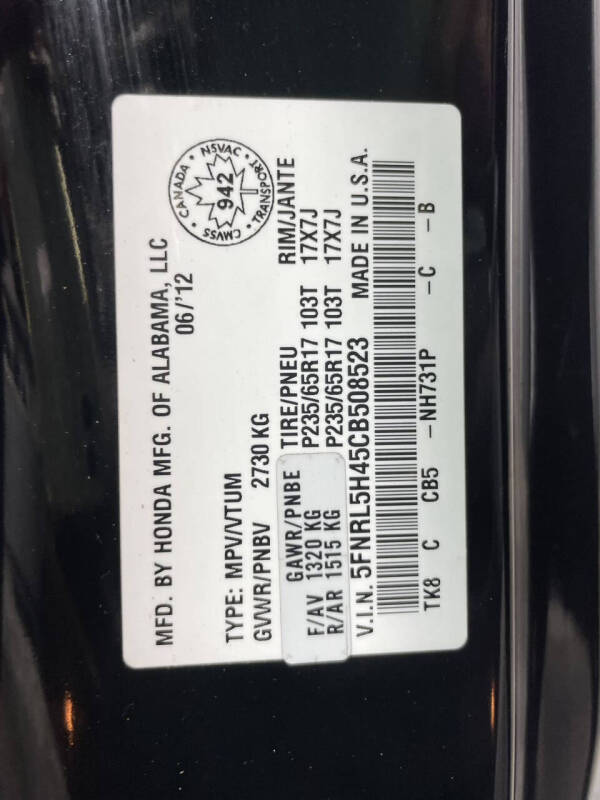 MFD. BY HONDA MFG. OF ALABAMA, LLC
06/'12
CANADA • NSVAC • TRANSPORT • CMVSS •
942
TYPE: MPV/VTUM
GVWR/PNBV 2730 KG
GAWR/PNBE TIRE/PNEU RIM/JANTE
F/AV 1320 KG P235/65R17 103T 17X7J
R/AR 1515 KG P235/65R17 103T 17X7J
V.I.N. 5FNRL5H45CB508523 MADE IN U.S.A.
TK8 C CB5 -NH731P -C -B